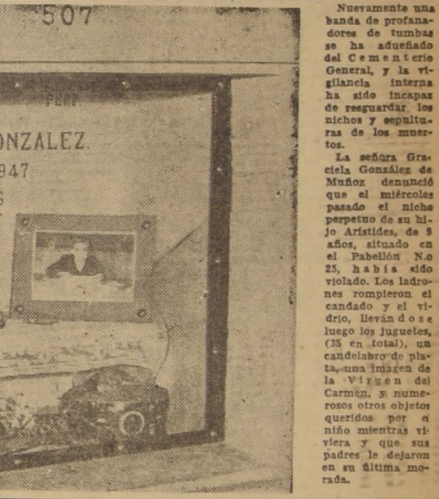 507
PERP
ONZALEZ.
947
S
Nuevamente una
banda de profana-
dores de tumbas
se ha adueñado
del Cementerio
General, y la vi-
gilancia interna
ha sido incapaz
de resguardar los
nichos y sepultu-
ras de los muer-
tos.
La señora Gra-
ciela González de
Muñoz denunció
que el miércoles
pasado el nicho
perpetuo de su hi-
jo Arístides, de 8
años, situado en
el Pabellón N.o
25, había sido
violado. Los ladro-
nes rompieron el
candado y el vi-
drio, llevándose
luego los juguetes,
(35 en total), un
candelabro de pla-
ta, una imagen de
la Virgen del
Carmen, y nume-
rosos otros objetos
queridos por el
niño mientras vi-
viera y que sus
padres le dejaron
en su última mo-
rada.